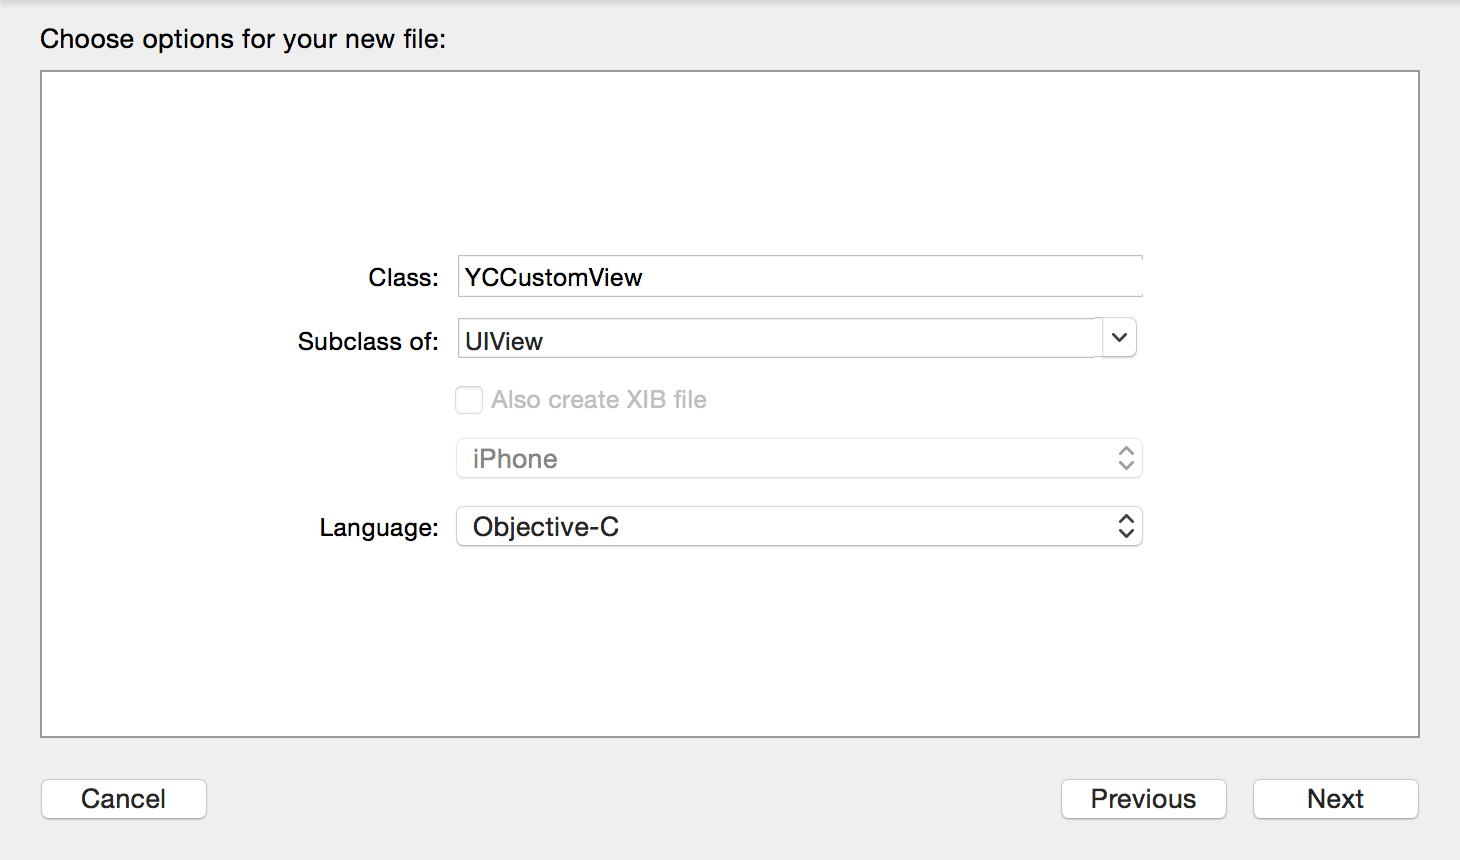 Choose options for your new file:
Class: YCCustomView
Subclass of: UIView
Also create XIB file
iPhone
Language: Objective-C
Cancel Previous Next